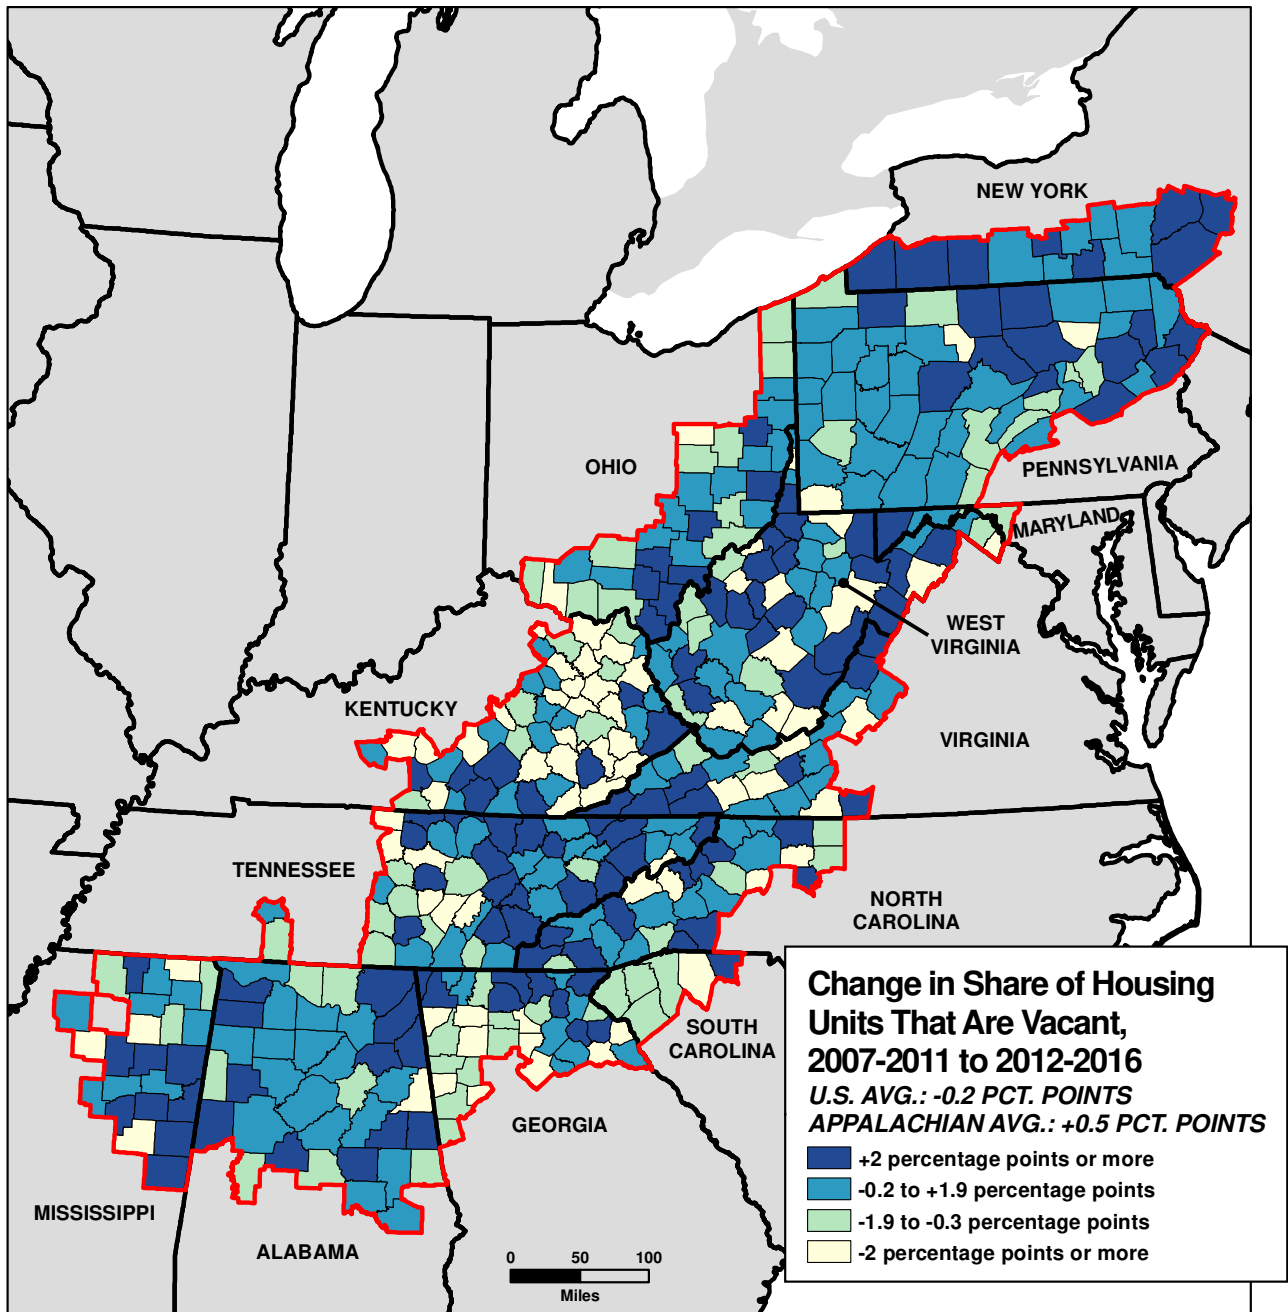 NEW YORK
OHIO
PENNSYLVANIA
MARYLAND
WEST
VIRGINIA
KENTUCKY
VIRGINIA
TENNESSEE
NORTH
CAROLINA
SOUTH
CAROLINA
GEORGIA
MISSISSIPPI
ALABAMA
Change in Share of Housing
Units That Are Vacant,
2007-2011 to 2012-2016
U.S. AVG.: -0.2 PCT. POINTS
APPALACHIAN AVG.: +0.5 PCT. POINTS
+2 percentage points or more
-0.2 to +1.9 percentage points
-1.9 to -0.3 percentage points
-2 percentage points or more
0 50 100
Miles